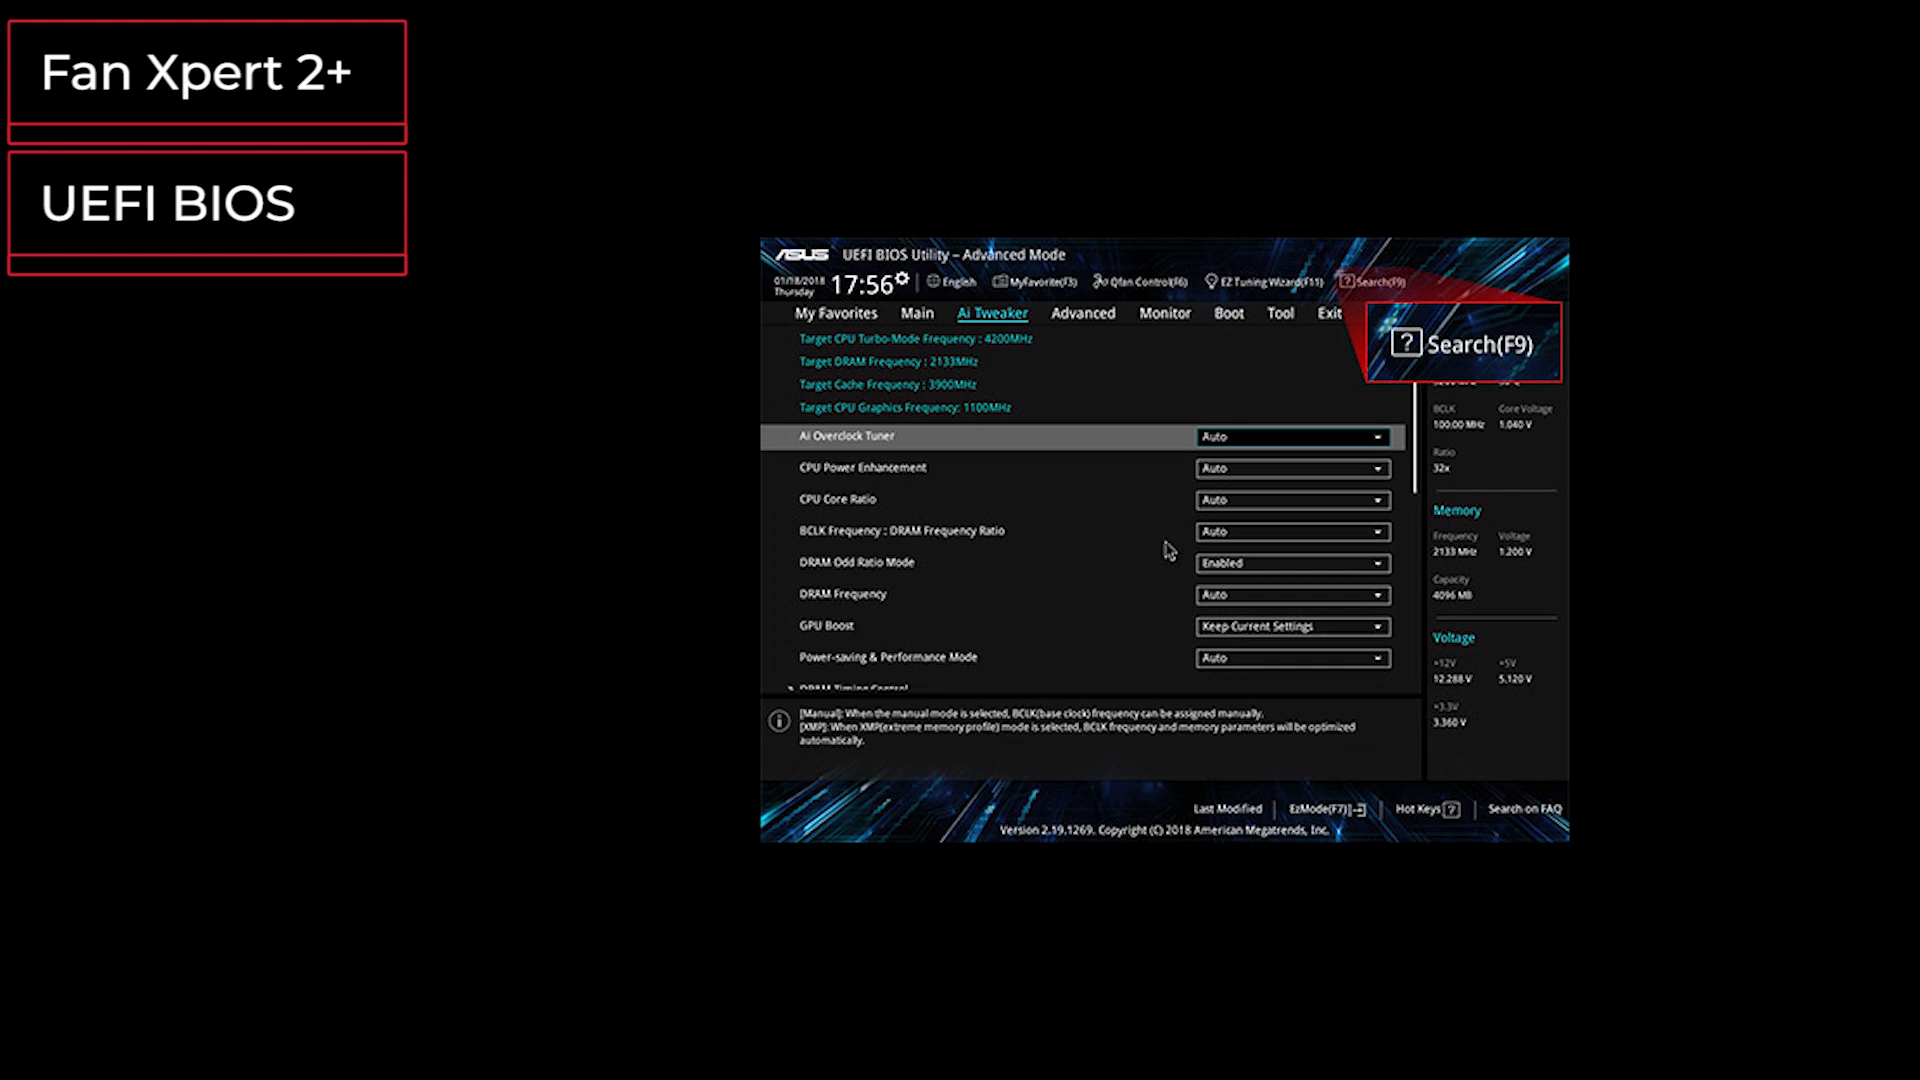 Fan Xpert 2+
UEFI BIOS
ASUS UEFI BIOS Utility – Advanced Mode
01/18/2018
Thursday
17:56
English
MyFavorite(F3)
Qfan Control(F6)
EZ Tuning Wizard(F11)
Search(F9)
My Favorites
Main
Ai Tweaker
Advanced
Monitor
Boot
Tool
Exit
? Search(F9)
Target CPU Turbo-Mode Frequency : 4200MHz
Target DRAM Frequency : 2133MHz
Target Cache Frequency : 3900MHz
Target CPU Graphics Frequency: 1100MHz
Ai Overclock Tuner Auto
CPU Power Enhancement Auto
CPU Core Ratio Auto
BCLK Frequency : DRAM Frequency Ratio Auto
DRAM Odd Ratio Mode Enabled
DRAM Frequency Auto
GPU Boost Keep Current Settings
Power-saving & Performance Mode Auto
DRAM Timing Control
BCLK Core Voltage
100.00 MHz 1.040 V
Ratio
32x
Memory
Frequency Voltage
2133 MHz 1.200 V
Capacity
4096 MB
Voltage
+12V +5V
12.288 V 5.120 V
+3.3V
3.360 V
[Manual]: When the manual mode is selected, BCLK(base clock) frequency can be assigned manually.
[XMP]: When XMP(extreme memory profile) mode is selected, BCLK frequency and memory parameters will be optimized
automatically.
Last Modified
EzMode(F7)
Hot Keys ?
Search on FAQ
Version 2.19.1269. Copyright (C) 2018 American Megatrends, Inc.